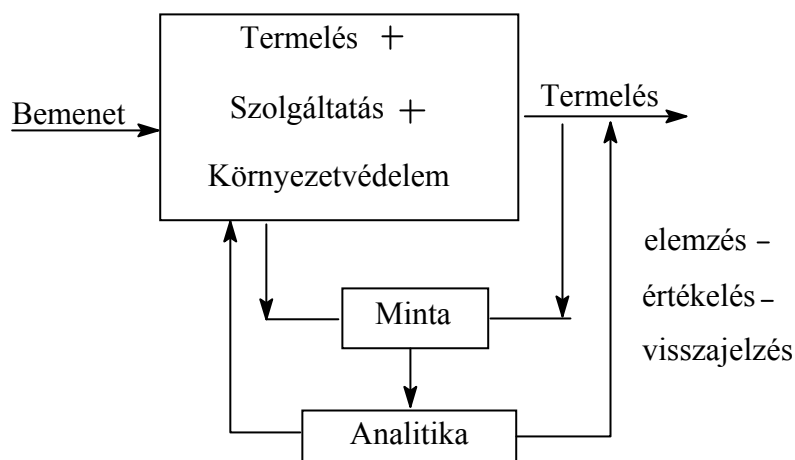 Termelés +
Szolgáltatás +
Környezetvédelem
Bemenet
Termelés
elemzés –
értékelés –
visszajelzés
Minta
Analitika